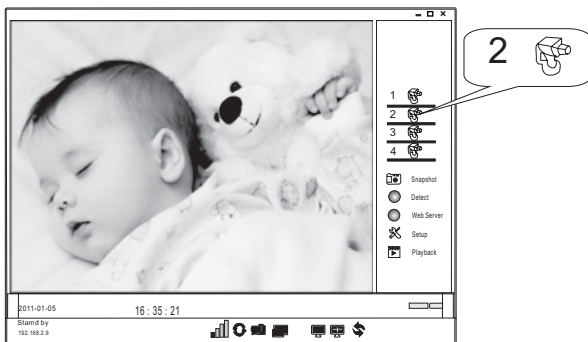 2
1
2
3
4
Snapshot
Detect
Web Server
Setup
Playback
2011-01-05
16 : 35 : 21
Stamd by
192.168.2.9